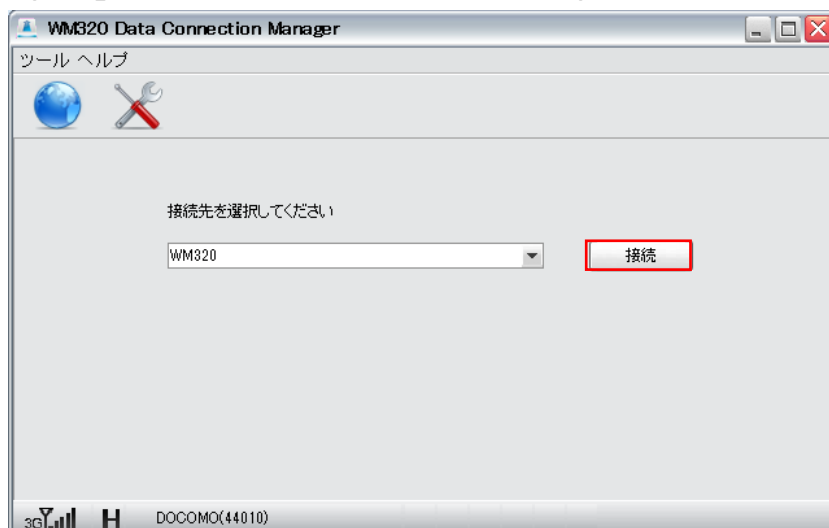 WM320 Data Connection Manager
ツール ヘルプ
接続先を選択してください
WM320
接続
3G H DOCOMO(44010)